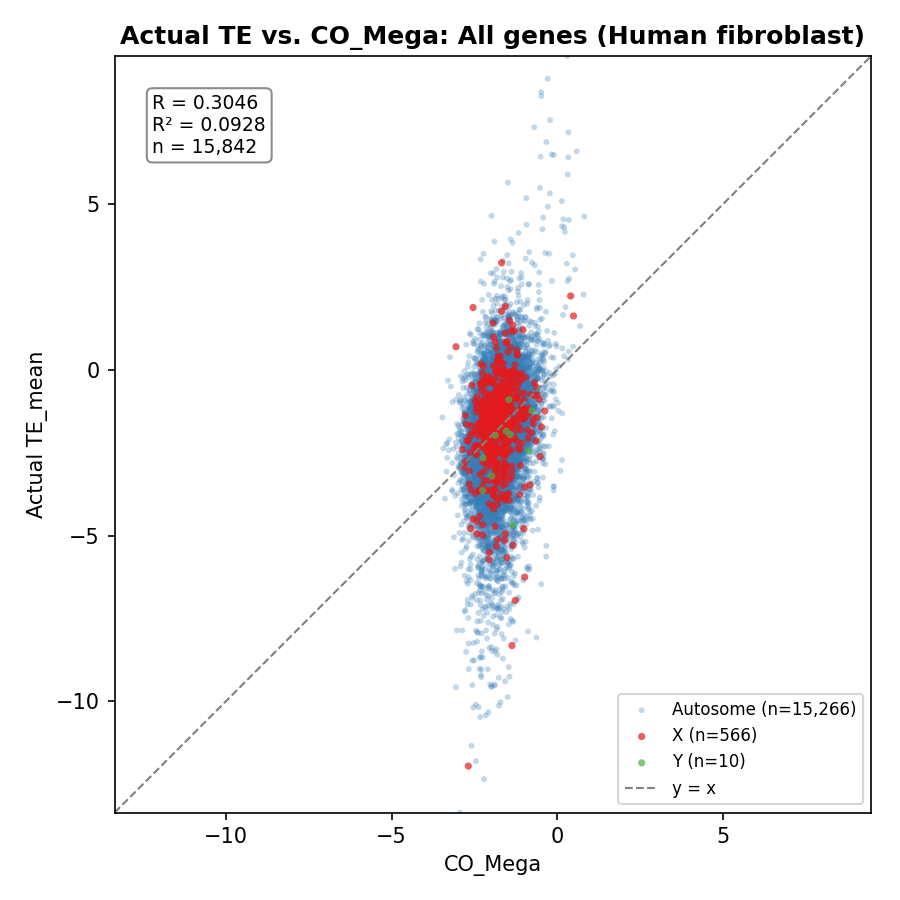 Actual TE vs. CO_Mega: All genes (Human fibroblast)
R = 0.3046
R² = 0.0928
n = 15,842
5
0
−5
−10
Actual TE_mean
Autosome (n=15,266)
X (n=566)
Y (n=10)
y = x
−10
−5
0
5
CO_Mega